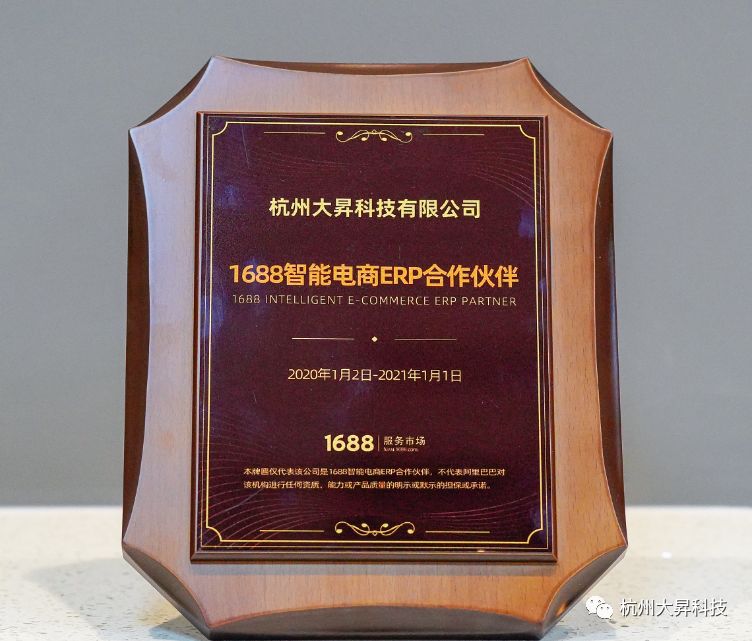 杭州大昇科技有限公司
1688智能电商ERP合作伙伴
1688 INTELLIGENT E-COMMERCE ERP PARTNER
2020年1月2日-2021年1月1日
1688 服务市场
本牌匾仅代表该公司是1688智能电商ERP合作伙伴，不代表阿里巴巴对
该机构进行任何资质、能力或产品质量的明示或默示的担保或承诺。
杭州大昇科技